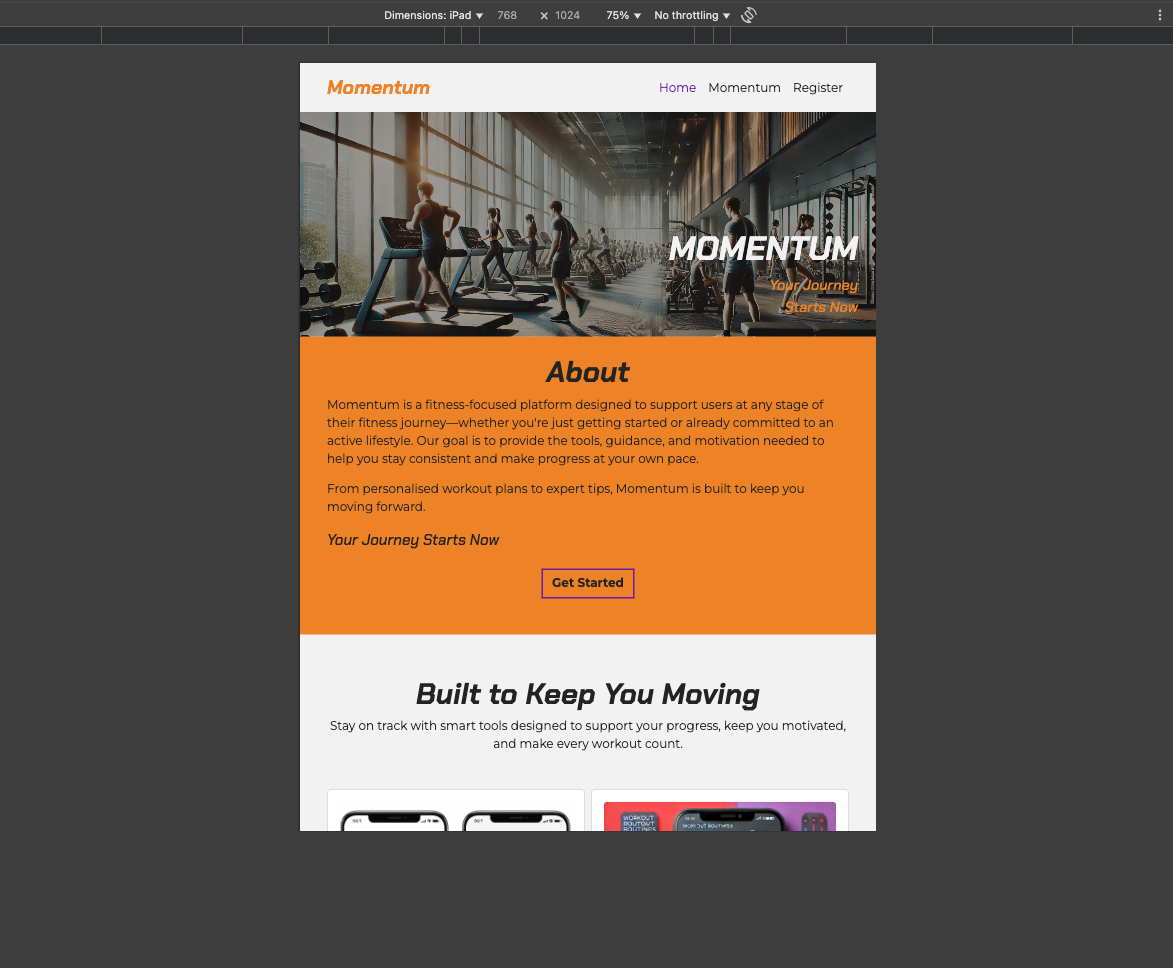 Dimensions: iPad 768 × 1024 75% No throttling
Momentum Home Momentum Register
MOMENTUM
Your Journey
Starts Now
About
Momentum is a fitness-focused platform designed to support users at any stage of
their fitness journey—whether you're just getting started or already committed to an
active lifestyle. Our goal is to provide the tools, guidance, and motivation needed to
help you stay consistent and make progress at your own pace.
From personalised workout plans to expert tips, Momentum is built to keep you
moving forward.
Your Journey Starts Now
Get Started
Built to Keep You Moving
Stay on track with smart tools designed to support your progress, keep you motivated,
and make every workout count.
WORKOUT